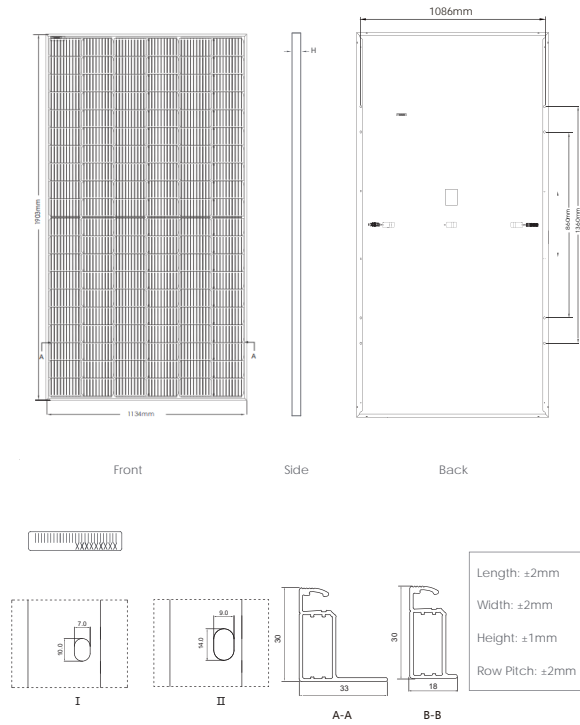 1086mm
H
1903mm
860mm
1360mm
A
A
1134mm
Front
Side
Back
7.0
10.0
I
9.0
14.0
II
30
33
A-A
30
18
B-B
Length: ±2mm
Width: ±2mm
Height: ±1mm
Row Pitch: ±2mm